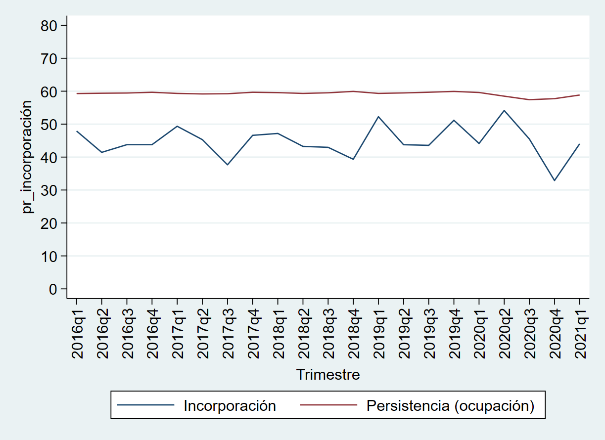 80
70
60
50
40
30
20
10
0
pr_incorporación
2016q1
2016q2
2016q3
2016q4
2017q1
2017q2
2017q3
2017q4
2018q1
2018q2
2018q3
2018q4
2019q1
2019q2
2019q3
2019q4
2020q1
2020q2
2020q3
2020q4
2021q1
Trimestre
Incorporación Persistencia (ocupación)